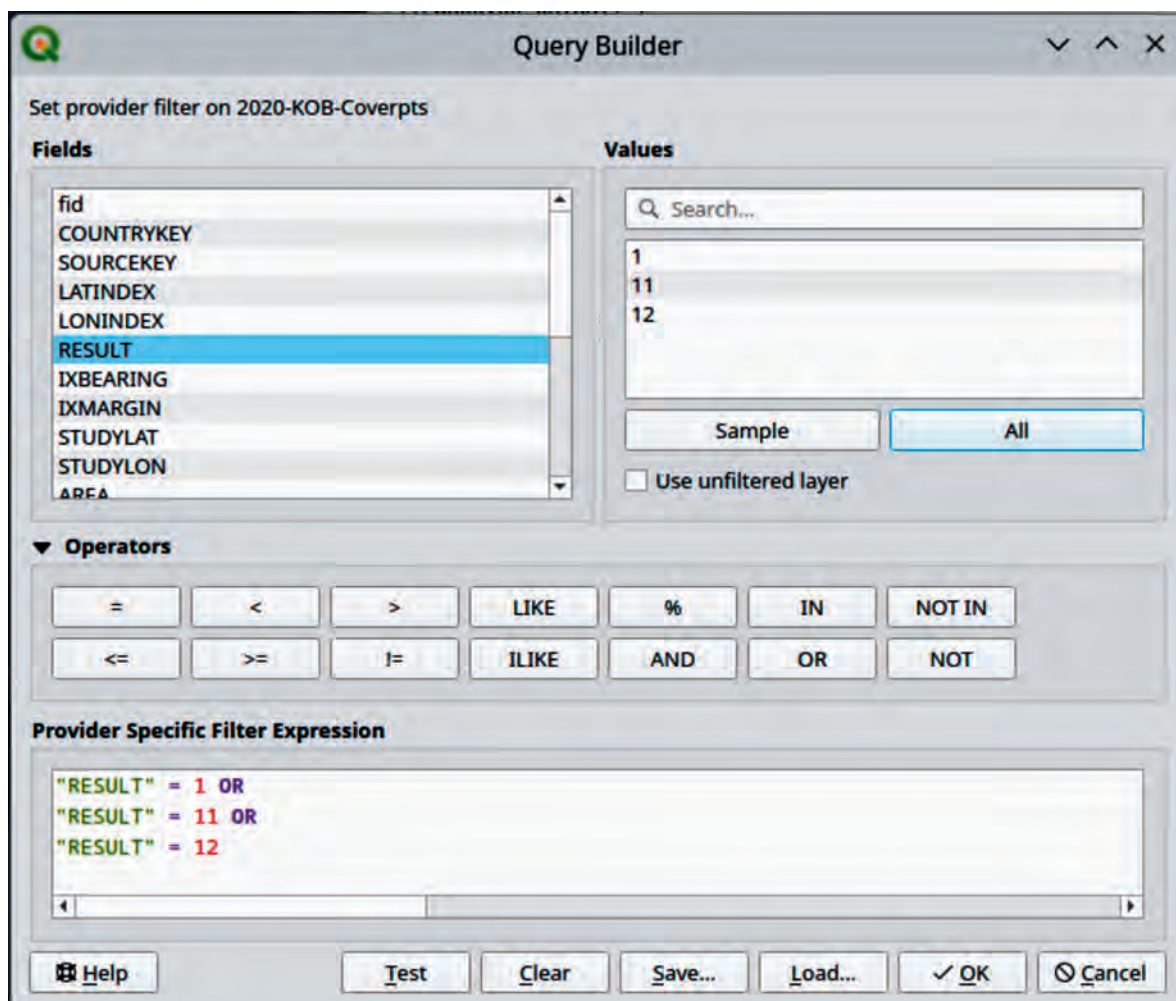 Query Builder
Set provider filter on 2020-KOB-Coverpts
Fields
fid
COUNTRYKEY
SOURCEKEY
LATINDEX
LONINDEX
RESULT
IXBEARING
IXMARGIN
STUDYLAT
STUDYLON
AREA
Values
Search...
1
11
12
Sample All
Use unfiltered layer
Operators
= < > LIKE % IN NOT IN
<= >= != ILIKE AND OR NOT
Provider Specific Filter Expression
"RESULT" = 1 OR
"RESULT" = 11 OR
"RESULT" = 12
Help Test Clear Save... Load... OK Cancel